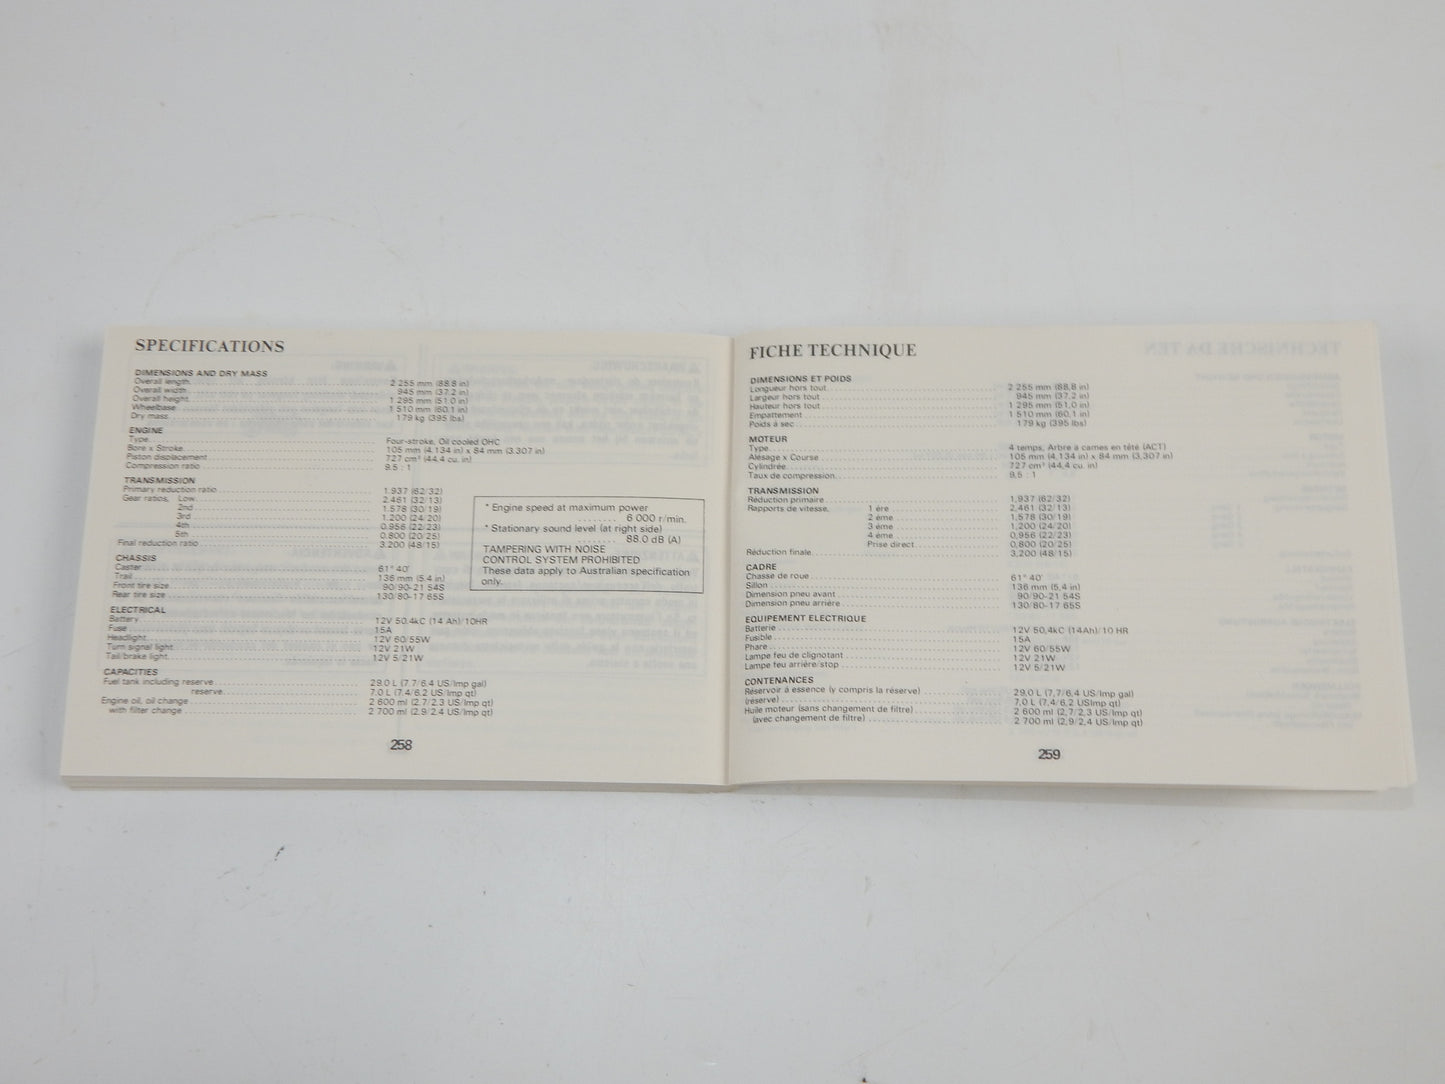 SPECIFICATIONS
DIMENSIONS AND DRY MASS
Overall length 2 255 mm (88.8 in)
Overall width 945 mm (37.2 in)
Overall height 1 295 mm (51.0 in)
Wheelbase 1 510 mm (60.1 in)
Dry mass 179 kg (395 lbs)
ENGINE
Type Four-stroke, Oil cooled OHC
Bore x Stroke 105 mm (4.134 in) x 84 mm (3.307 in)
Piston displacement 727 cm³ (44.4 cu. in)
Compression ratio 9.5 : 1
TRANSMISSION
Primary reduction ratio 1.937 (62/32)
Gear ratios, Low 2.461 (32/13)
2nd 1.578 (30/19)
3rd 1.200 (24/20)
4th 0.956 (22/23)
5th 0.800 (20/25)
Final reduction ratio 3.200 (48/15)
CHASSIS
Caster 61° 40'
Trail 136 mm (5.4 in)
Front tire size 90/90-21 54S
Rear tire size 130/80-17 65S
ELECTRICAL
Battery 12V 50.4kC (14 Ah)/10HR
Fuse 15A
Headlight 12V 60/55W
Turn signal light 12V 21W
Tail/brake light 12V 5/21W
CAPACITIES
Fuel tank including reserve 29.0 L (7.7/6.4 US/Imp gal)
reserve 7.0 L (7.4/6.2 US/Imp qt)
Engine oil, oil change 2 600 ml (2.7/2.3 US/Imp qt)
with filter change 2 700 ml (2.9/2.4 US/Imp qt)
* Engine speed at maximum power
........ 6 000 r/min.
* Stationary sound level (at right side)
........ 88.0 dB (A)
TAMPERING WITH NOISE
CONTROL SYSTEM PROHIBITED
These data apply to Australian specification
only.
258
FICHE TECHNIQUE
DIMENSIONS ET POIDS
Longueur hors tout 2 255 mm (88,8 in)
Largeur hors tout 945 mm (37,2 in)
Hauteur hors tout 1 295 mm (51,0 in)
Empattement 1 510 mm (60,1 in)
Poids à sec 179 kg (395 lbs)
MOTEUR
Type 4 temps, Arbre à cames en tête (ACT)
Alésage x Course 105 mm (4,134 in) x 84 mm (3,307 in)
Cylindrée 727 cm³ (44,4 cu. in)
Taux de compression 9,5 : 1
TRANSMISSION
Réduction primaire 1,937 (62/32)
Rapports de vitesse, 1 ère 2,461 (32/13)
2 ème 1,578 (30/19)
3 ème 1,200 (24/20)
4 ème 0,956 (22/23)
Prise direct 0,800 (20/25)
Réduction finale 3,200 (48/15)
CADRE
Chasse de roue 61° 40'
Sillon 136 mm (5,4 in)
Dimension pneu avant 90/90-21 54S
Dimension pneu arrière 130/80-17 65S
EQUIPEMENT ELECTRIQUE
Batterie 12V 50,4kC (14Ah)/10 HR
Fusible 15A
Phare 12V 60/55W
Lampe feu de clignotant 12V 21W
Lampe feu arrière/stop 12V 5/21W
CONTENANCES
Réservoir à essence (y compris la réserve) 29,0 L (7,7/6,4 US/Imp gal)
(réserve) 7,0 L (7,4/6,2 USImp qt)
Huile moteur (sans changement de filtre) 2 600 ml (2,7/2,3 US/Imp qt)
(avec changement de filtre) 2 700 ml (2,9/2,4 US/Imp qt)
259